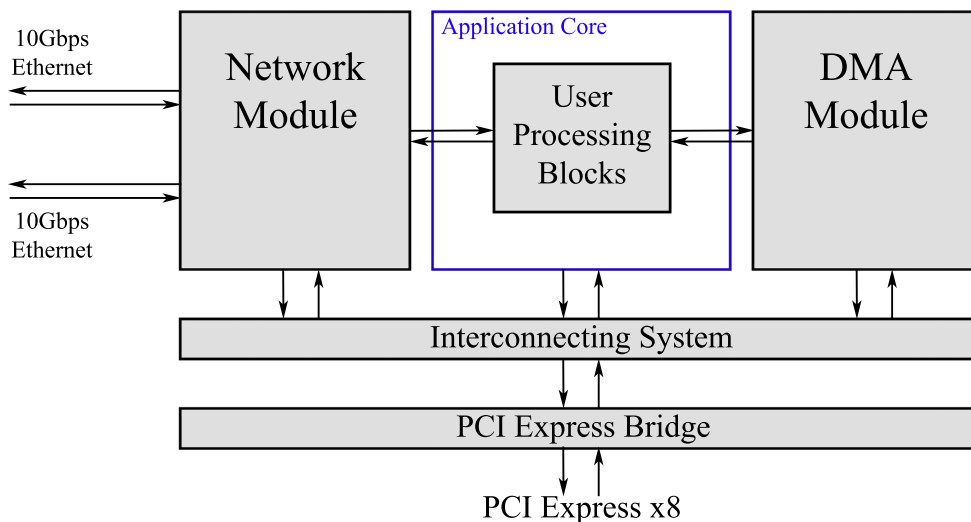 10Gbps
Ethernet
Network
Module
Application Core
User
Processing
Blocks
DMA
Module
10Gbps
Ethernet
Interconnecting System
PCI Express Bridge
PCI Express x8